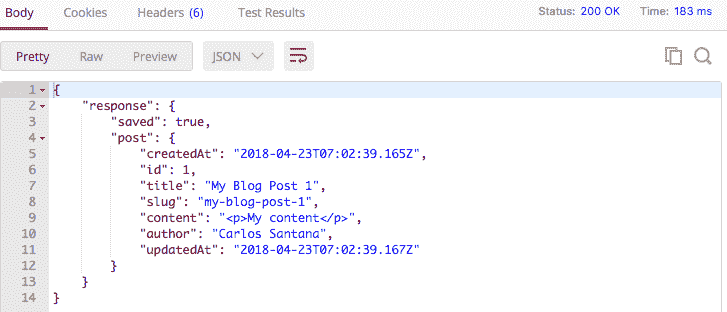 Body Cookies Headers (6) Test Results Status: 200 OK Time: 183 ms
Pretty Raw Preview JSON
1 {
2 "response": {
3 "saved": true,
4 "post": {
5 "createdAt": "2018-04-23T07:02:39.165Z",
6 "id": 1,
7 "title": "My Blog Post 1",
8 "slug": "my-blog-post-1",
9 "content": "<p>My content</p>",
10 "author": "Carlos Santana",
11 "updatedAt": "2018-04-23T07:02:39.167Z"
12 }
13 }
14 }